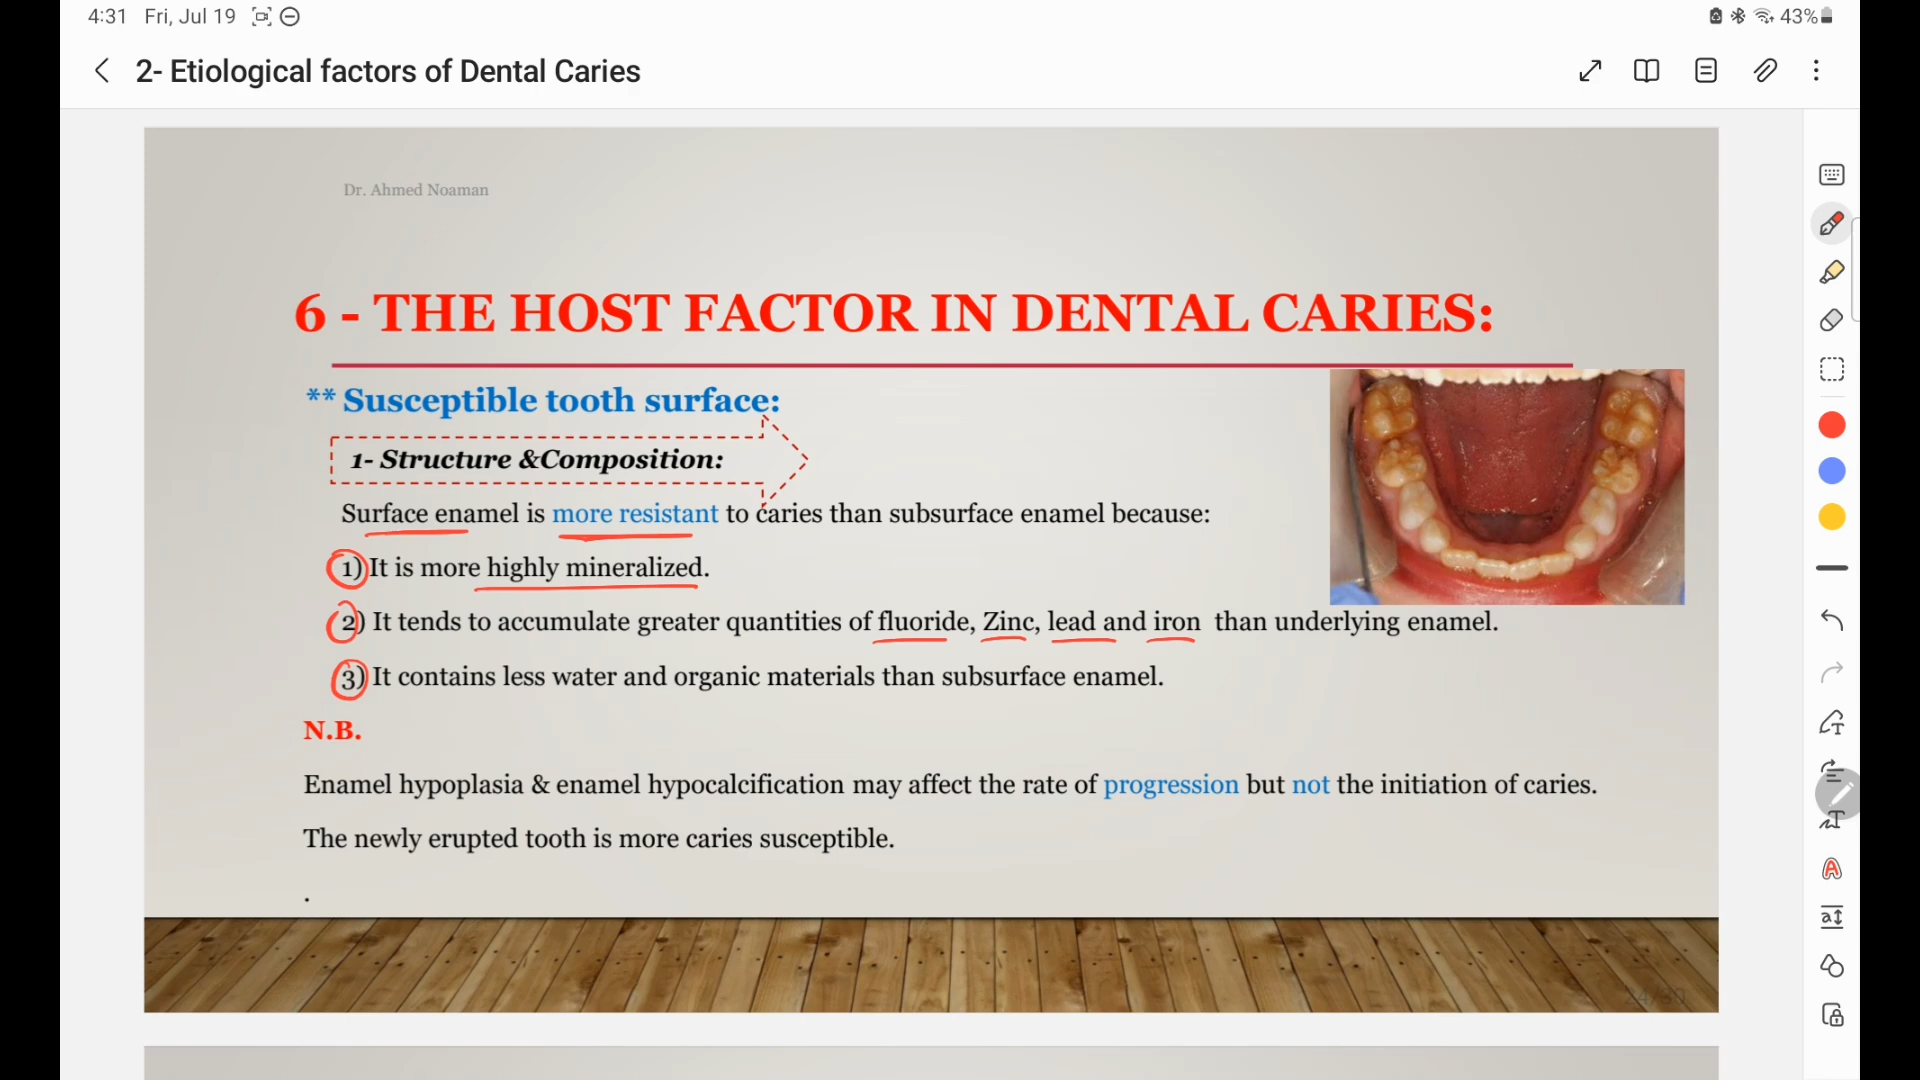 4:31 Fri, Jul 19
43%
2- Etiological factors of Dental Caries
Dr. Ahmed Noaman
6 - THE HOST FACTOR IN DENTAL CARIES:
** Susceptible tooth surface:
1- Structure &Composition:
Surface enamel is more resistant to caries than subsurface enamel because:
1) It is more highly mineralized.
2) It tends to accumulate greater quantities of fluoride, Zinc, lead and iron than underlying enamel.
3) It contains less water and organic materials than subsurface enamel.
N.B.
Enamel hypoplasia & enamel hypocalcification may affect the rate of progression but not the initiation of caries.
The newly erupted tooth is more caries susceptible.
.